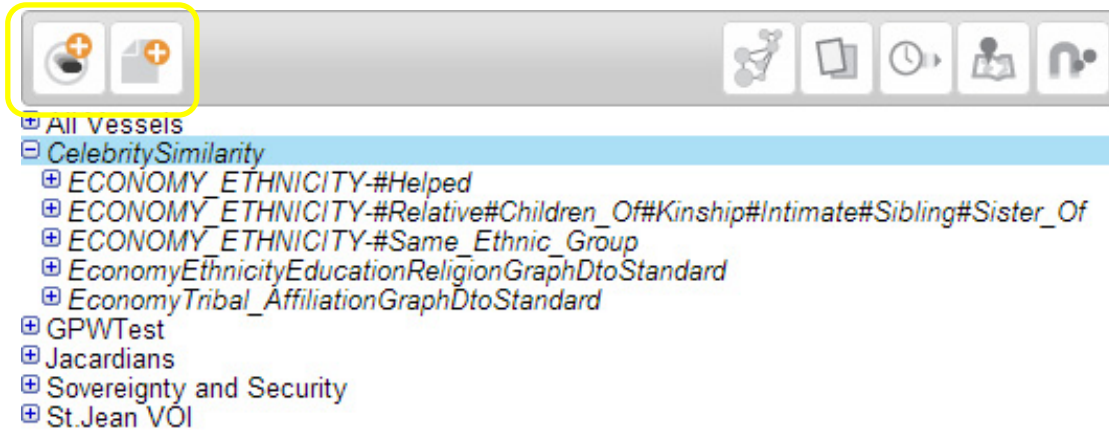 All Vessels
CelebritySimilarity
ECONOMY_ETHNICITY-#Helped
ECONOMY_ETHNICITY-#Relative#Children_Of#Kinship#Intimate#Sibling#Sister_Of
ECONOMY_ETHNICITY-#Same_Ethnic_Group
EconomyEthnicityEducationReligionGraphDtoStandard
EconomyTribal_AffiliationGraphDtoStandard
GPWTest
Jacardians
Sovereignty and Security
St.Jean VOI